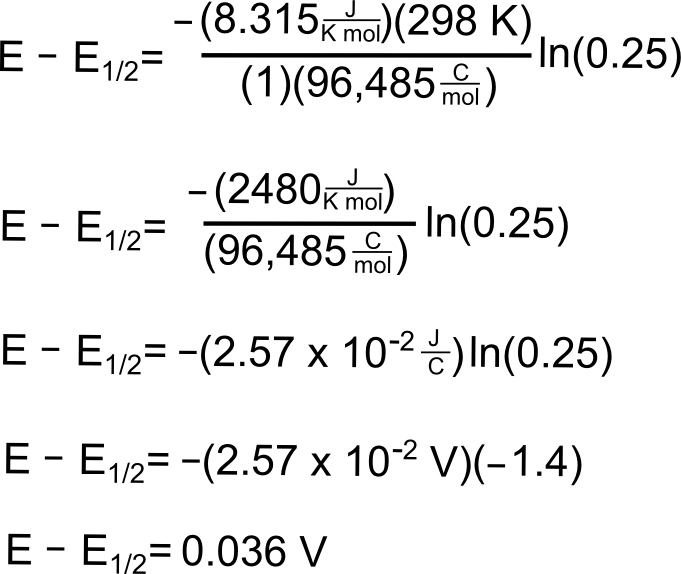 E − E₁/₂= −(8.315 J/K mol)(298 K)/(1)(96,485 C/mol) ln(0.25)
E − E₁/₂= −(2480 J/K mol)/(96,485 C/mol) ln(0.25)
E − E₁/₂= −(2.57 x 10⁻² J/C)ln(0.25)
E − E₁/₂= −(2.57 x 10⁻² V)(−1.4)
E − E₁/₂= 0.036 V